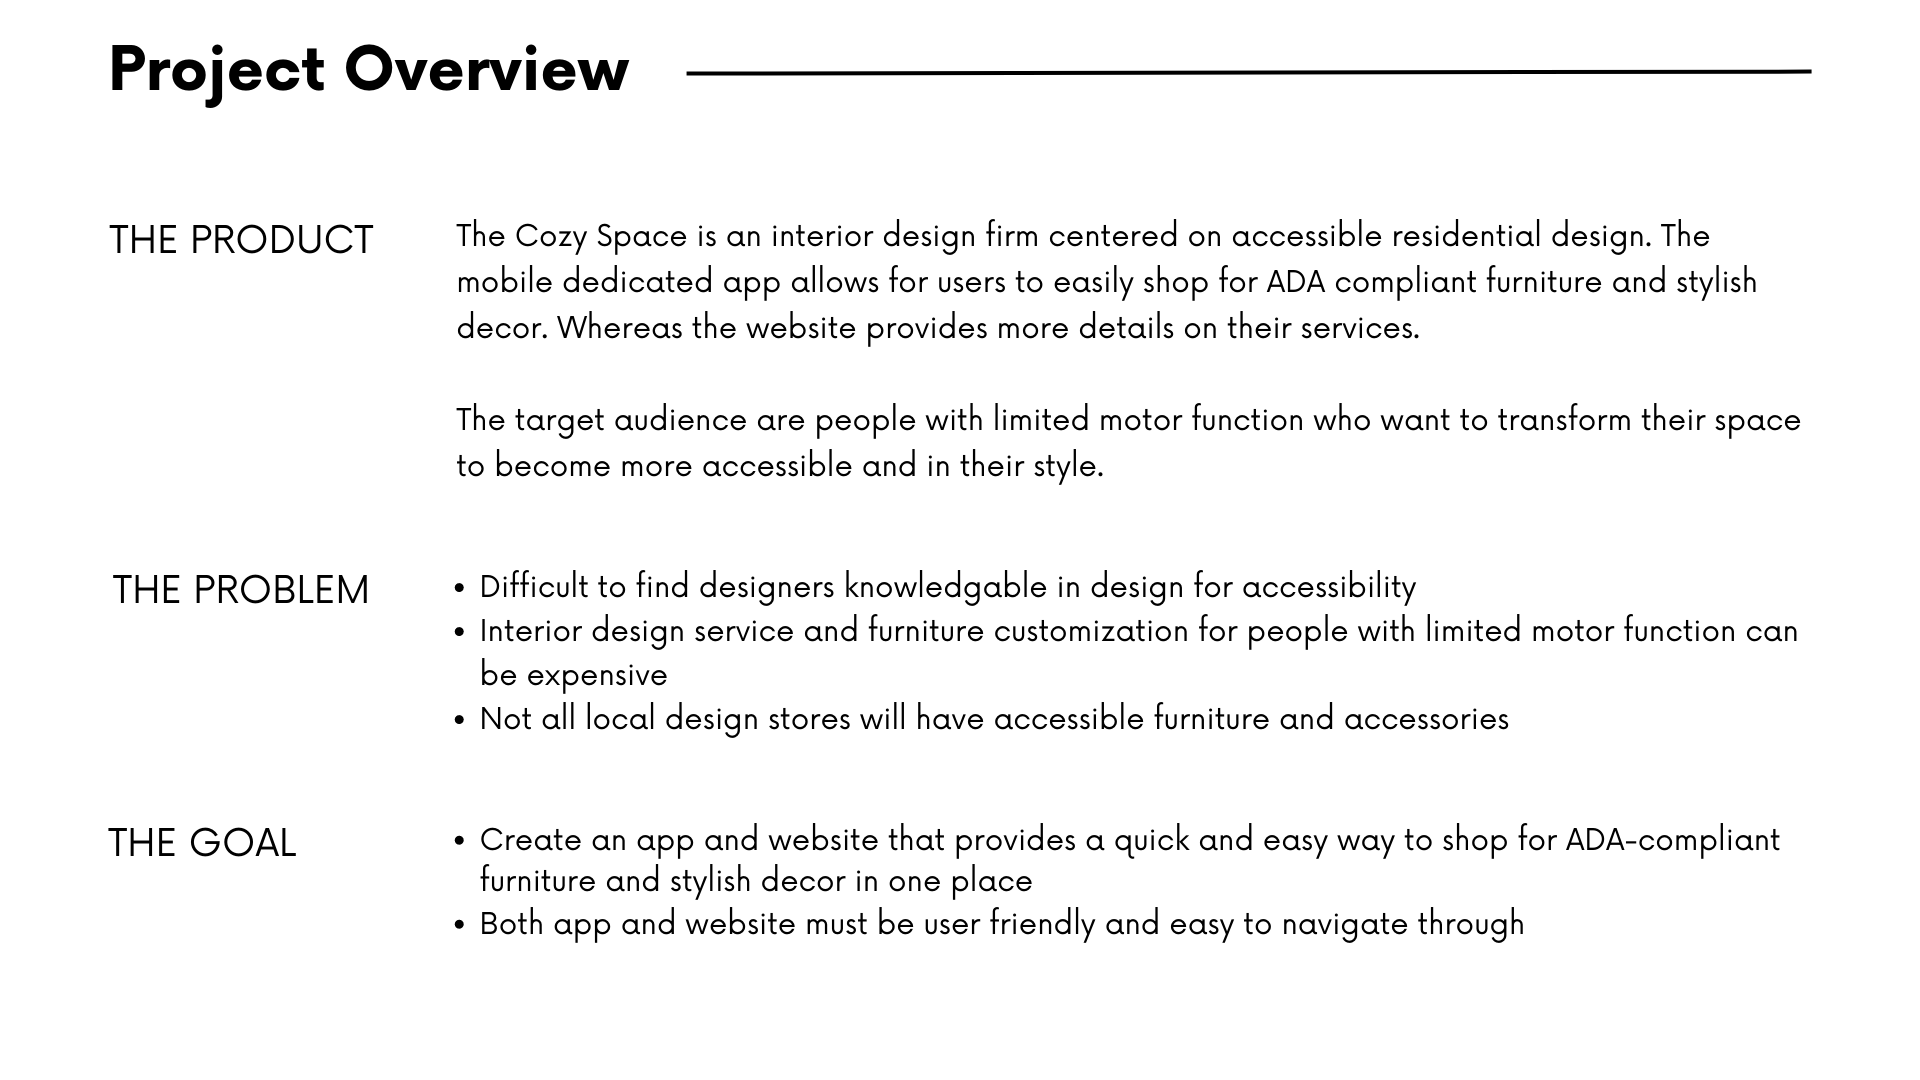 Project Overview
THE PRODUCT
The Cozy Space is an interior design firm centered on accessible residential design. The
mobile dedicated app allows for users to easily shop for ADA compliant furniture and stylish
decor. Whereas the website provides more details on their services.
The target audience are people with limited motor function who want to transform their space
to become more accessible and in their style.
THE PROBLEM
• Difficult to find designers knowledgable in design for accessibility
• Interior design service and furniture customization for people with limited motor function can
be expensive
• Not all local design stores will have accessible furniture and accessories
THE GOAL
• Create an app and website that provides a quick and easy way to shop for ADA-compliant
furniture and stylish decor in one place
• Both app and website must be user friendly and easy to navigate through